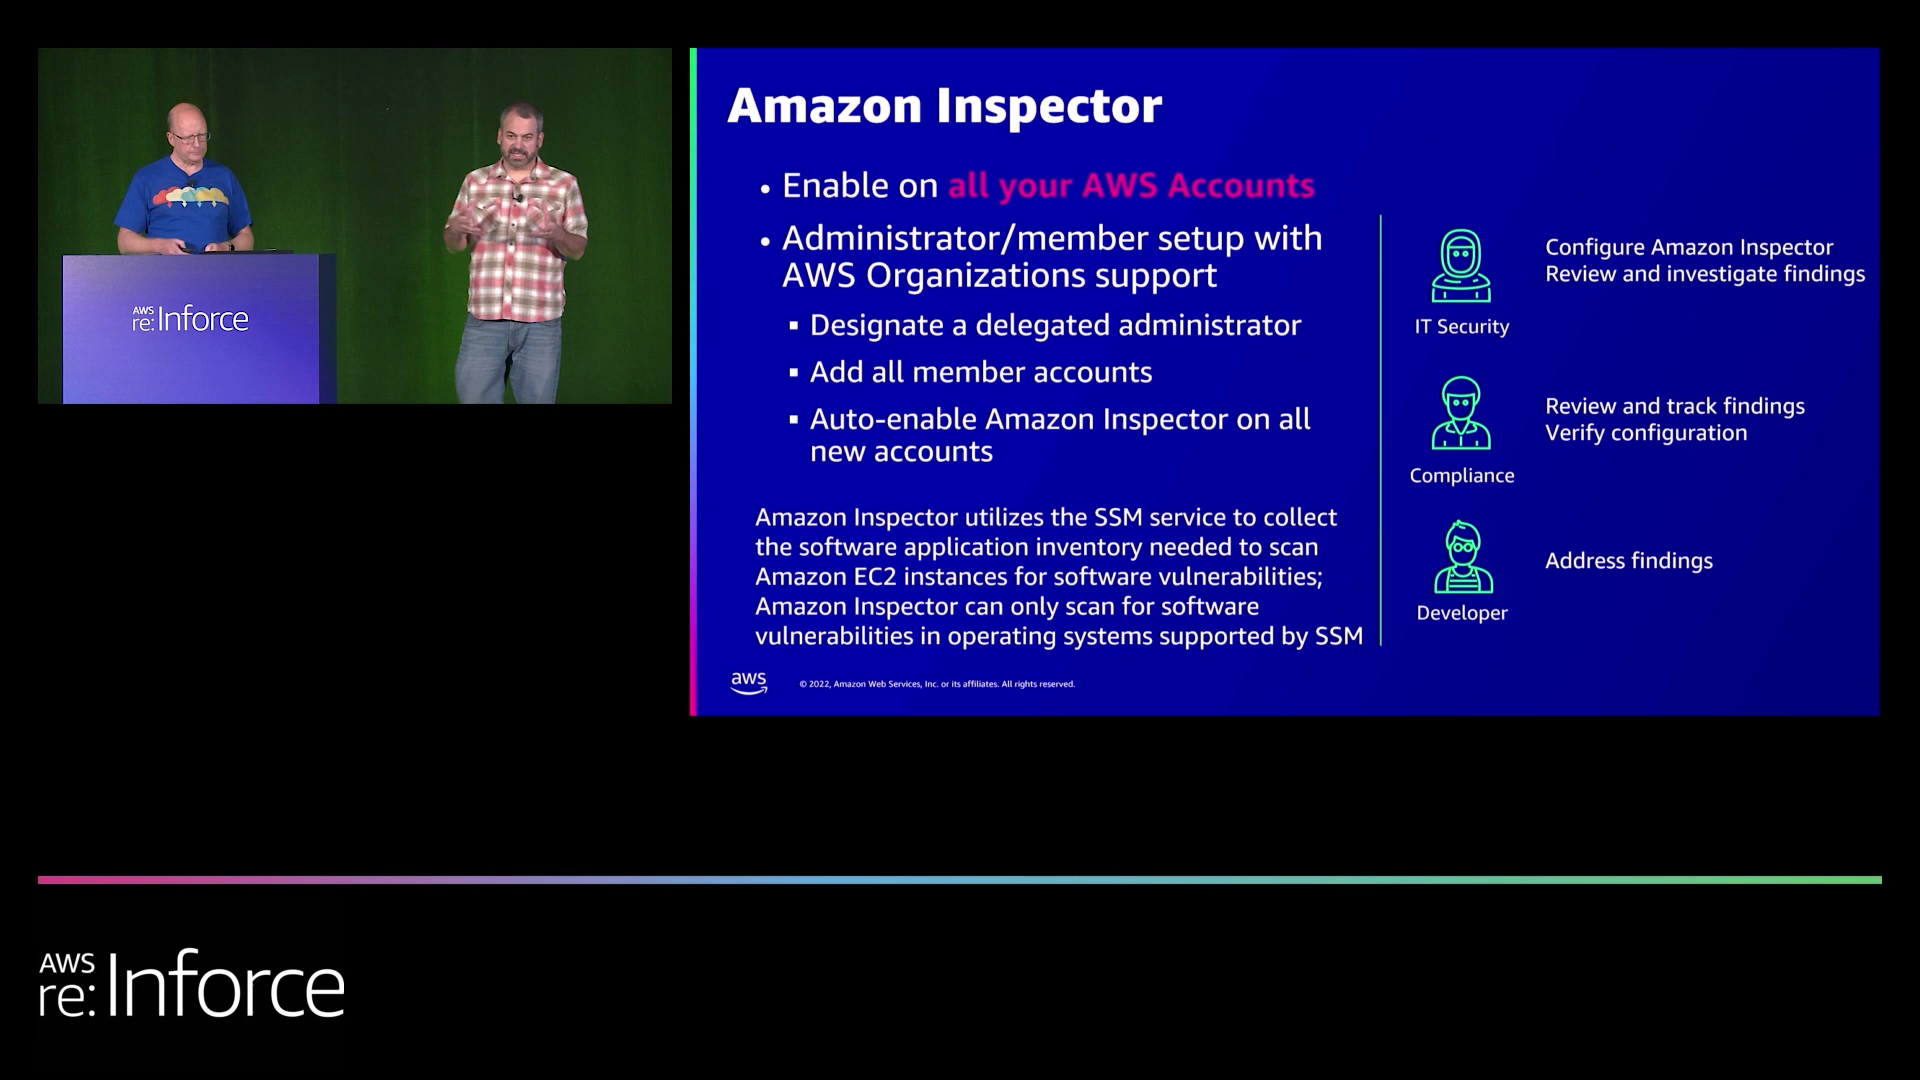 AWS
re:Inforce
Amazon Inspector
• Enable on all your AWS Accounts
• Administrator/member setup with
AWS Organizations support
▪ Designate a delegated administrator
▪ Add all member accounts
▪ Auto-enable Amazon Inspector on all
new accounts
Amazon Inspector utilizes the SSM service to collect
the software application inventory needed to scan
Amazon EC2 instances for software vulnerabilities;
Amazon Inspector can only scan for software
vulnerabilities in operating systems supported by SSM
Configure Amazon Inspector
Review and investigate findings
IT Security
Review and track findings
Verify configuration
Compliance
Address findings
Developer
aws
© 2022, Amazon Web Services, Inc. or its affiliates. All rights reserved.
AWS
re:Inforce